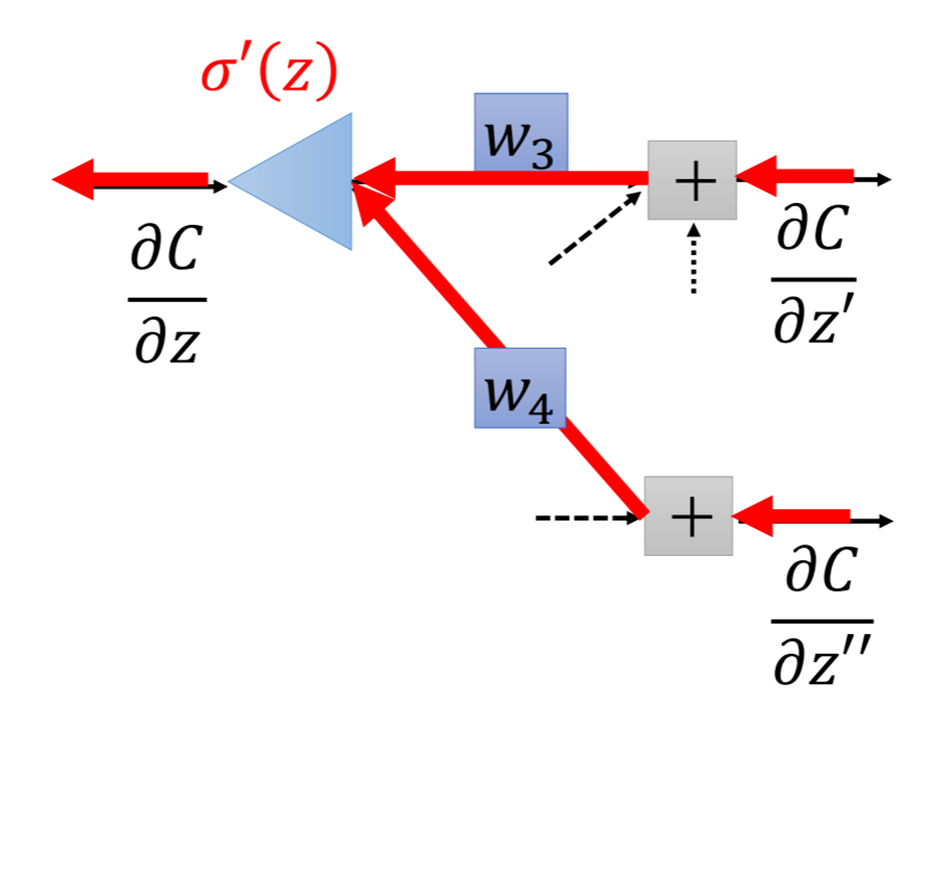 σ′(z)
w₃
+
∂C
∂z
∂C
∂z′
w₄
+
∂C
∂z′′